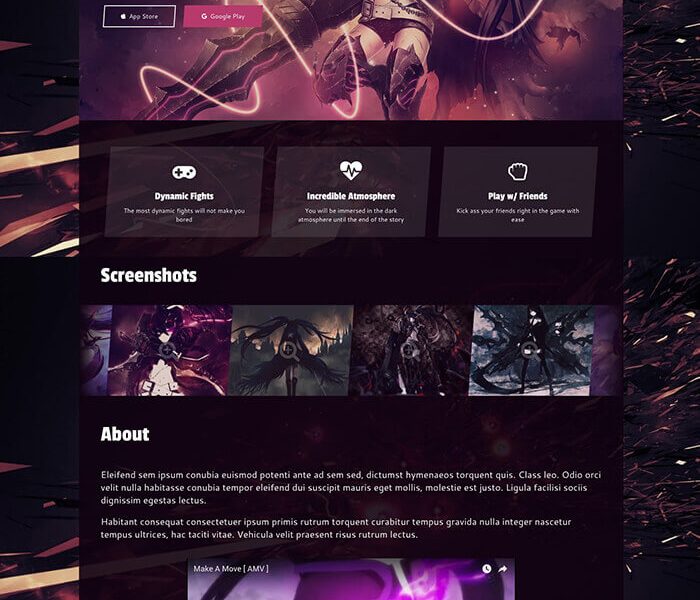 App Store
Google Play
Dynamic Fights
The most dynamic fights will not make you
bored
Incredible Atmosphere
You will be immersed in the dark
atmosphere until the end of the story
Play w/ Friends
Kick ass your friends right in the game with
ease
Screenshots
About
Eleifend sem ipsum conubia euismod potenti ante ad sem sed, dictumst hymenaeos torquent quis. Class leo. Odio orci
velit nulla habitasse conubia tempor eleifend dui suscipit mauris eget mollis, molestie est justo. Ligula facilisi sociis
dignissim egestas lectus.
Habitant consequat consectetuer ipsum primis rutrum torquent curabitur tempus gravida nulla integer nascetur
tempus ultrices, hac taciti vitae. Vehicula velit praesent risus rutrum lectus.
Make A Move [ AMV ]